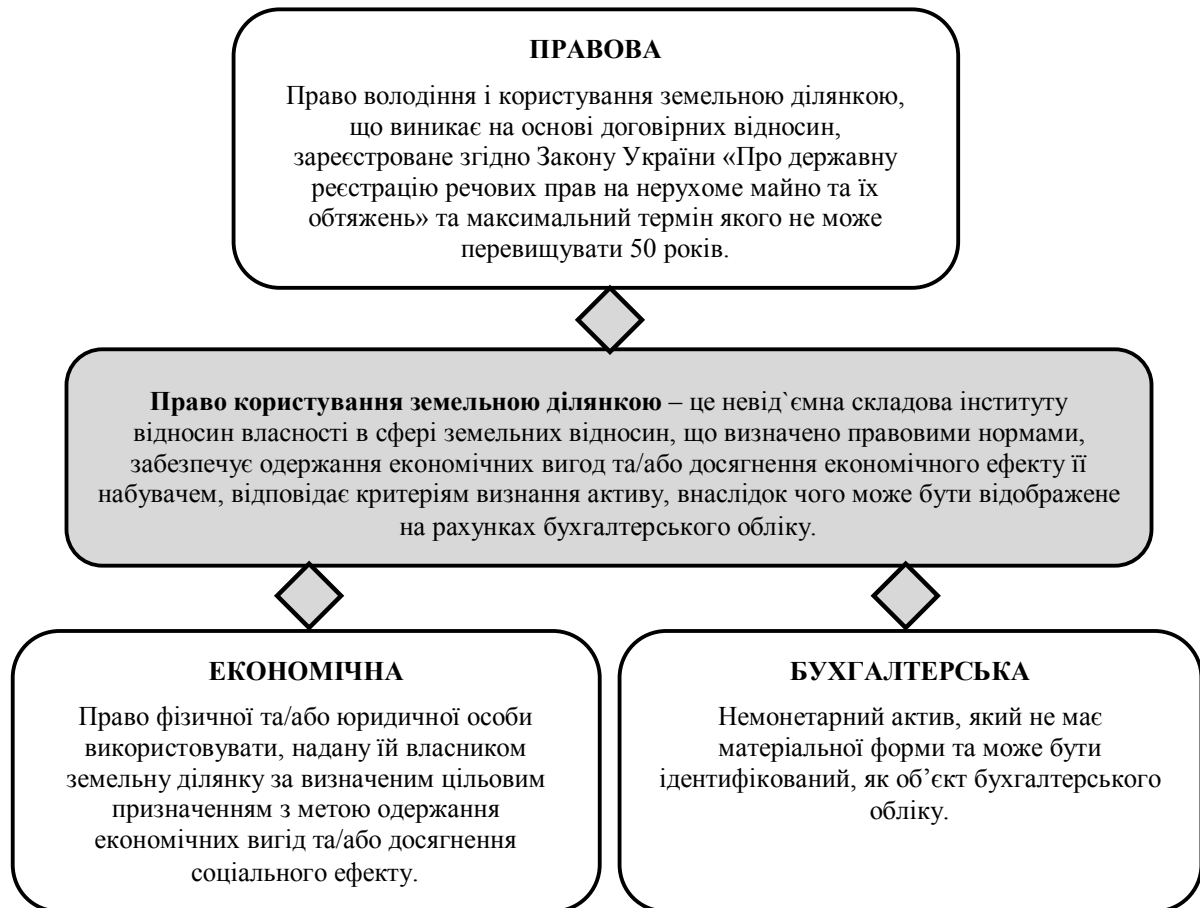 ПРАВОВА
Право володіння і користування земельною ділянкою,
що виникає на основі договірних відносин,
зареєстроване згідно Закону України «Про державну
реєстрацію речових прав на нерухоме майно та їх
обтяжень» та максимальний термін якого не може
перевищувати 50 років.
Право користування земельною ділянкою – це невід`ємна складова інституту
відносин власності в сфері земельних відносин, що визначено правовими нормами,
забезпечує одержання економічних вигод та/або досягнення економічного ефекту її
набувачем, відповідає критеріям визнання активу, внаслідок чого може бути відображене
на рахунках бухгалтерського обліку.
ЕКОНОМІЧНА
Право фізичної та/або юридичної особи
використовувати, надану їй власником
земельну ділянку за визначеним цільовим
призначенням з метою одержання
економічних вигід та/або досягнення
соціального ефекту.
БУХГАЛТЕРСЬКА
Немонетарний актив, який не має
матеріальної форми та може бути
ідентифікований, як об’єкт бухгалтерського
обліку.